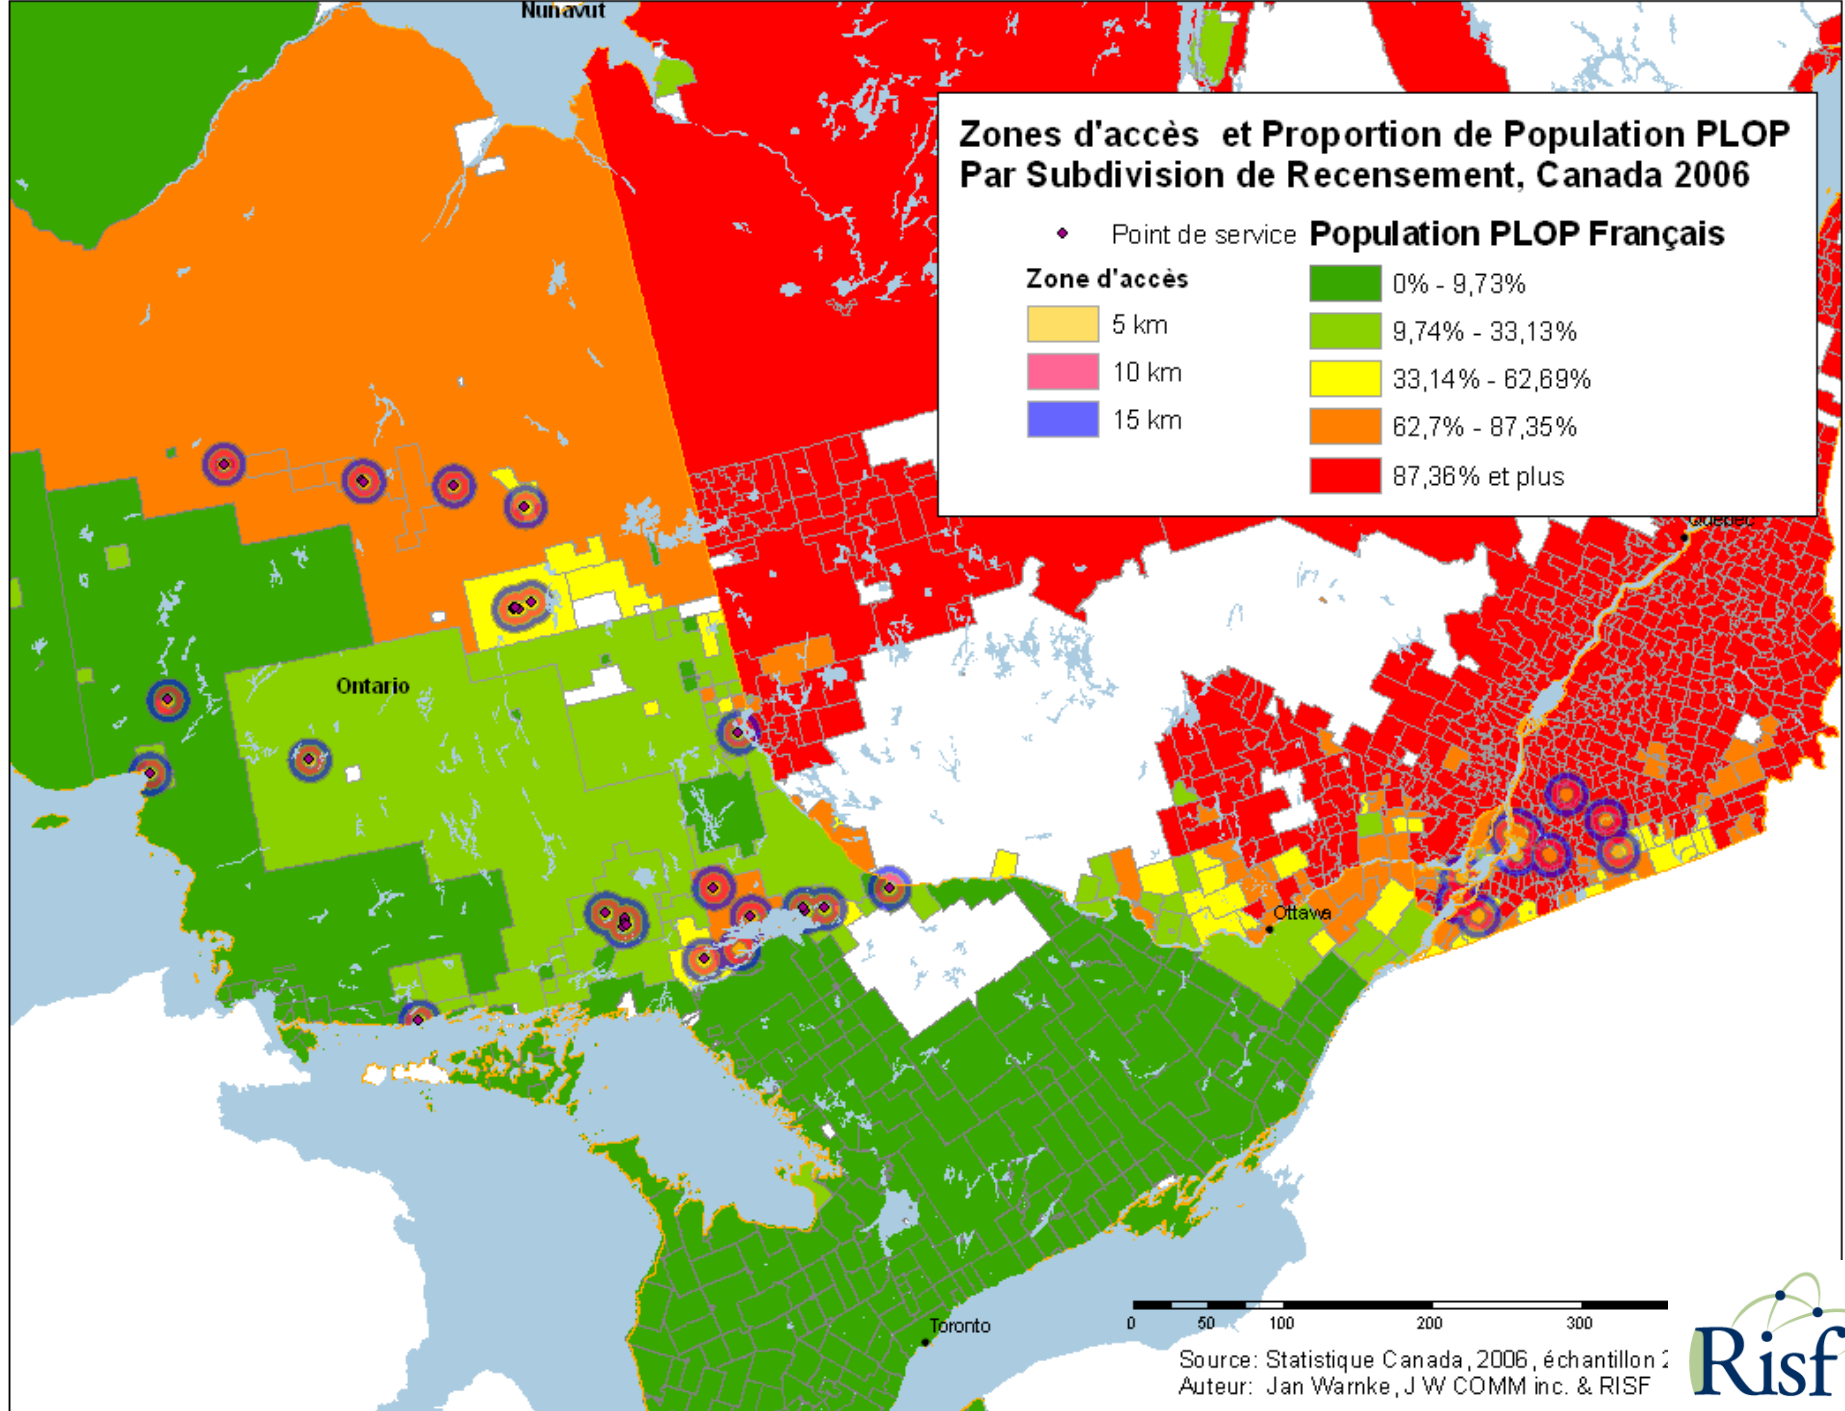 Nunavut
Zones d'accès et Proportion de Population PLOP
Par Subdivision de Recensement, Canada 2006
Point de service
Population PLOP Français
Zone d'accès
0% - 9,73%
5 km
9,74% - 33,13%
10 km
33,14% - 62,69%
15 km
62,7% - 87,35%
87,36% et plus
Québec
Ontario
Ottawa
Toronto
0 50 100 200 300
Source: Statistique Canada, 2006, échantillon 2
Auteur: Jan Warnke, J W COMM inc. & RISF
Risf